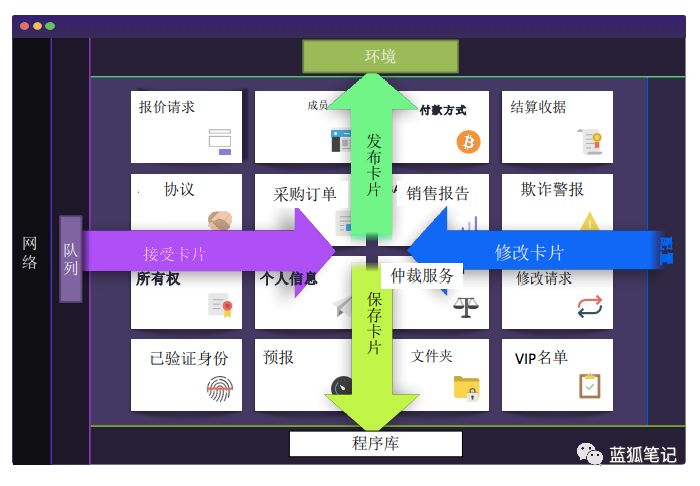 环境
报价请求
成员
付款方式
结算收据
发布卡片
协议
采购订单
销售报告
欺诈警报
网络
队列
接受卡片
修改卡片
所有权
个人信息
仲裁服务
修改请求
保存卡片
已验证身份
预报
文件夹
VIP名单
程序库
蓝狐笔记